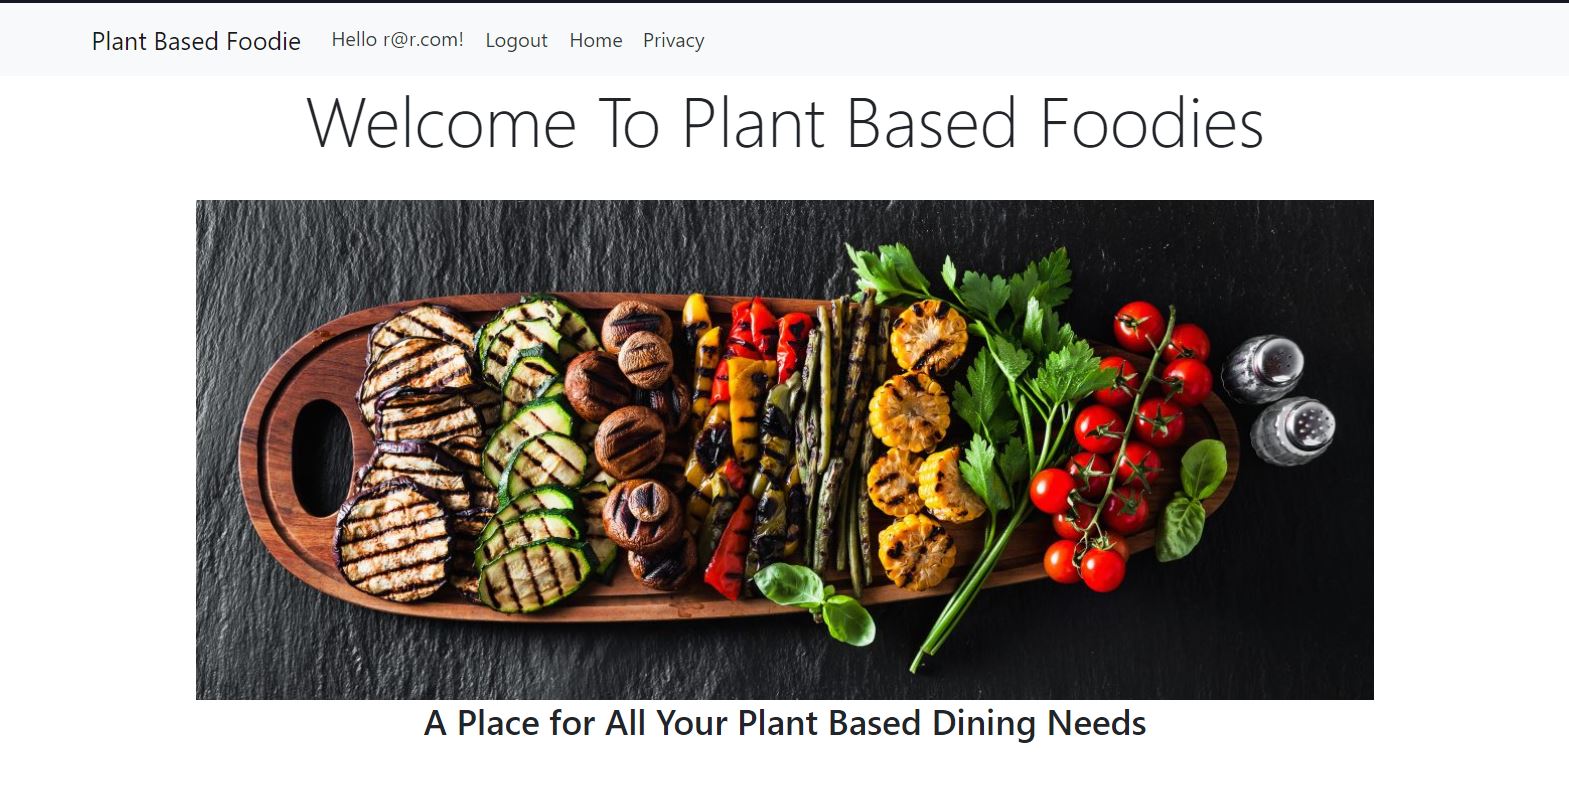 Plant Based Foodie Hello r@r.com! Logout Home Privacy
Welcome To Plant Based Foodies
A Place for All Your Plant Based Dining Needs